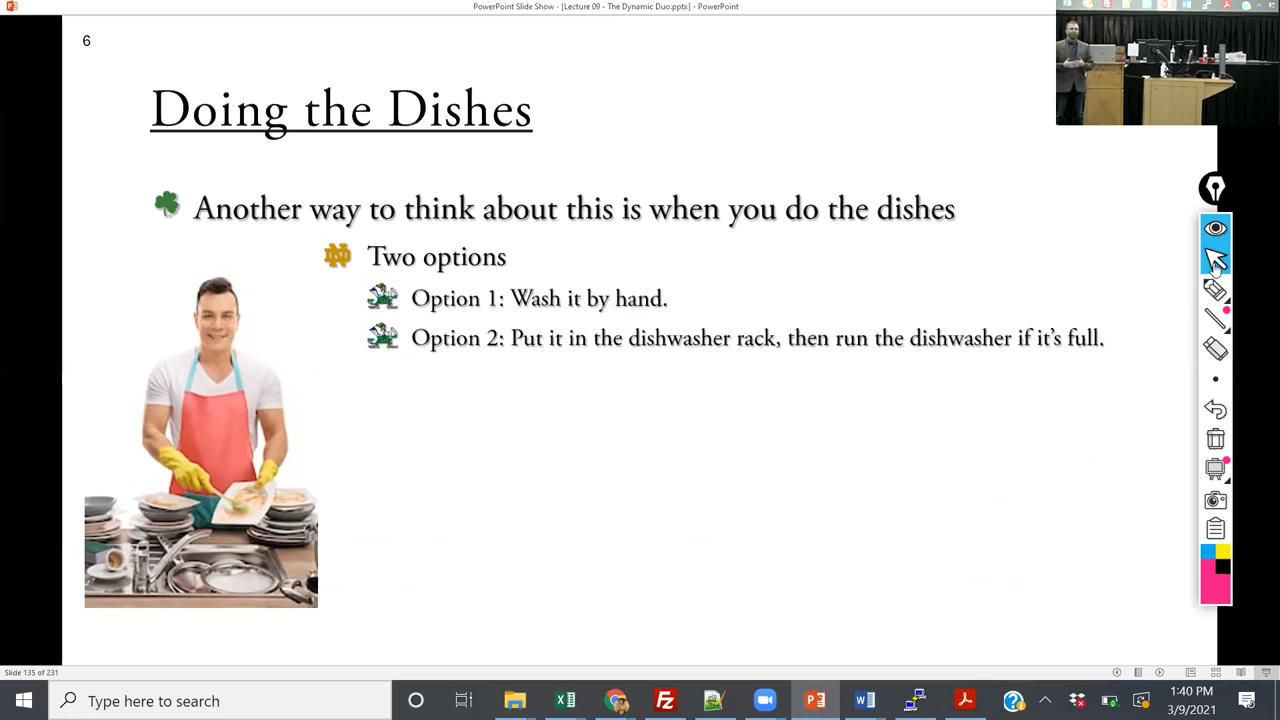 PowerPoint Slide Show - [Lecture 09 - The Dynamic Duo.pptx] - PowerPoint
6
Doing the Dishes
Another way to think about this is when you do the dishes
Two options
Option 1: Wash it by hand.
Option 2: Put it in the dishwasher rack, then run the dishwasher if it's full.
Slide 135 of 231
Type here to search
1:40 PM
3/9/2021